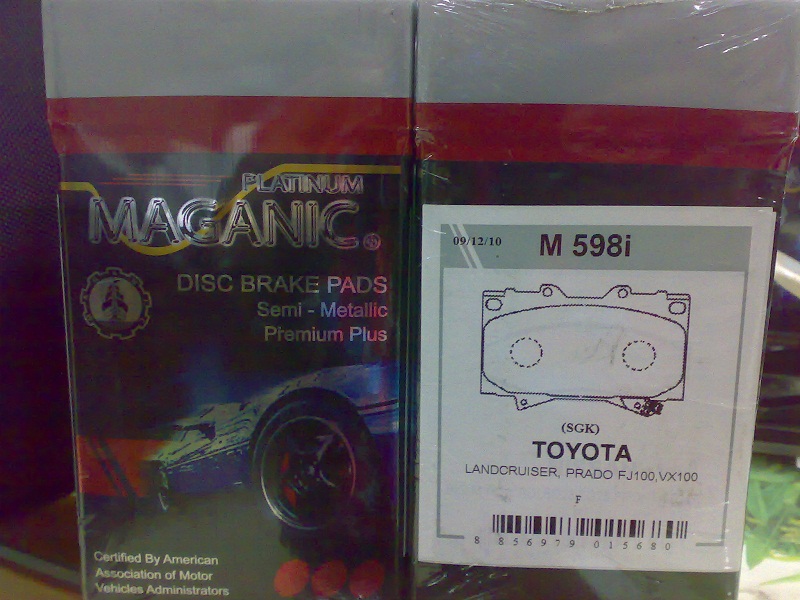 PLATINUM
MAGANIC®
DISC BRAKE PADS
Semi - Metallic
Premium Plus
Certified By American
Association of Motor
Vehicles Administrators
09/12/10
M 598i
(SGK)
TOYOTA
LANDCRUISER, PRADO FJ100,VX100
F
8 856979 015680